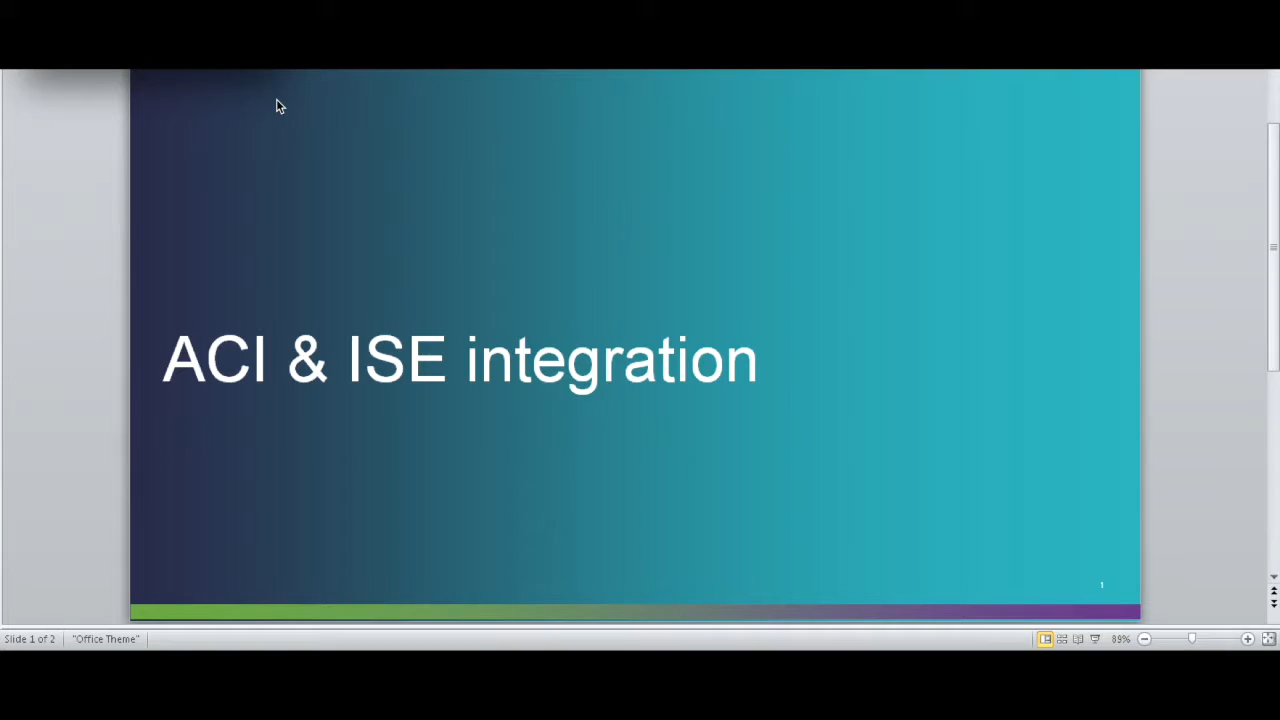 ACI & ISE integration
1
Slide 1 of 2 "Office Theme" 89%